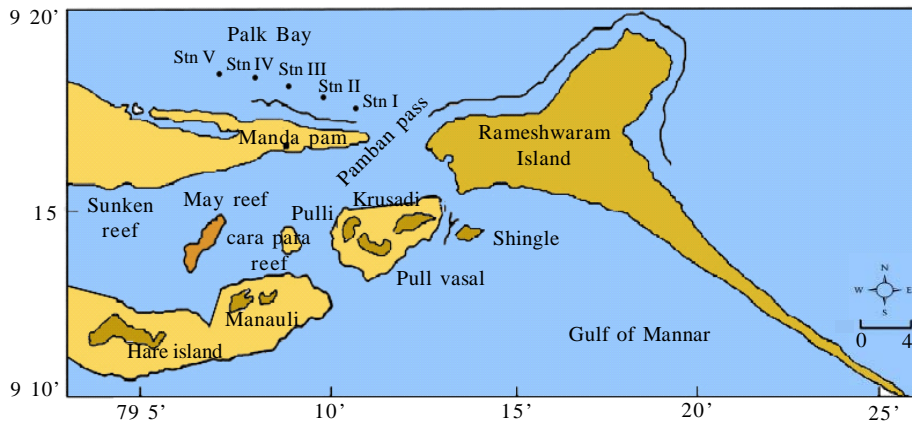 9 20’
Palk Bay
Stn V
Stn IV
Stn III
Stn II
Stn I
Pamban pass
Manda pam
Rameshwaram
Island
15
Sunken
reef
May reef
cara para
reef
Pulli
Krusadi
Shingle
Pull vasal
Manauli
Hare island
Gulf of Mannar
N
W E
S
0 4
9 10’
79 5’ 10’ 15’ 20’ 25’